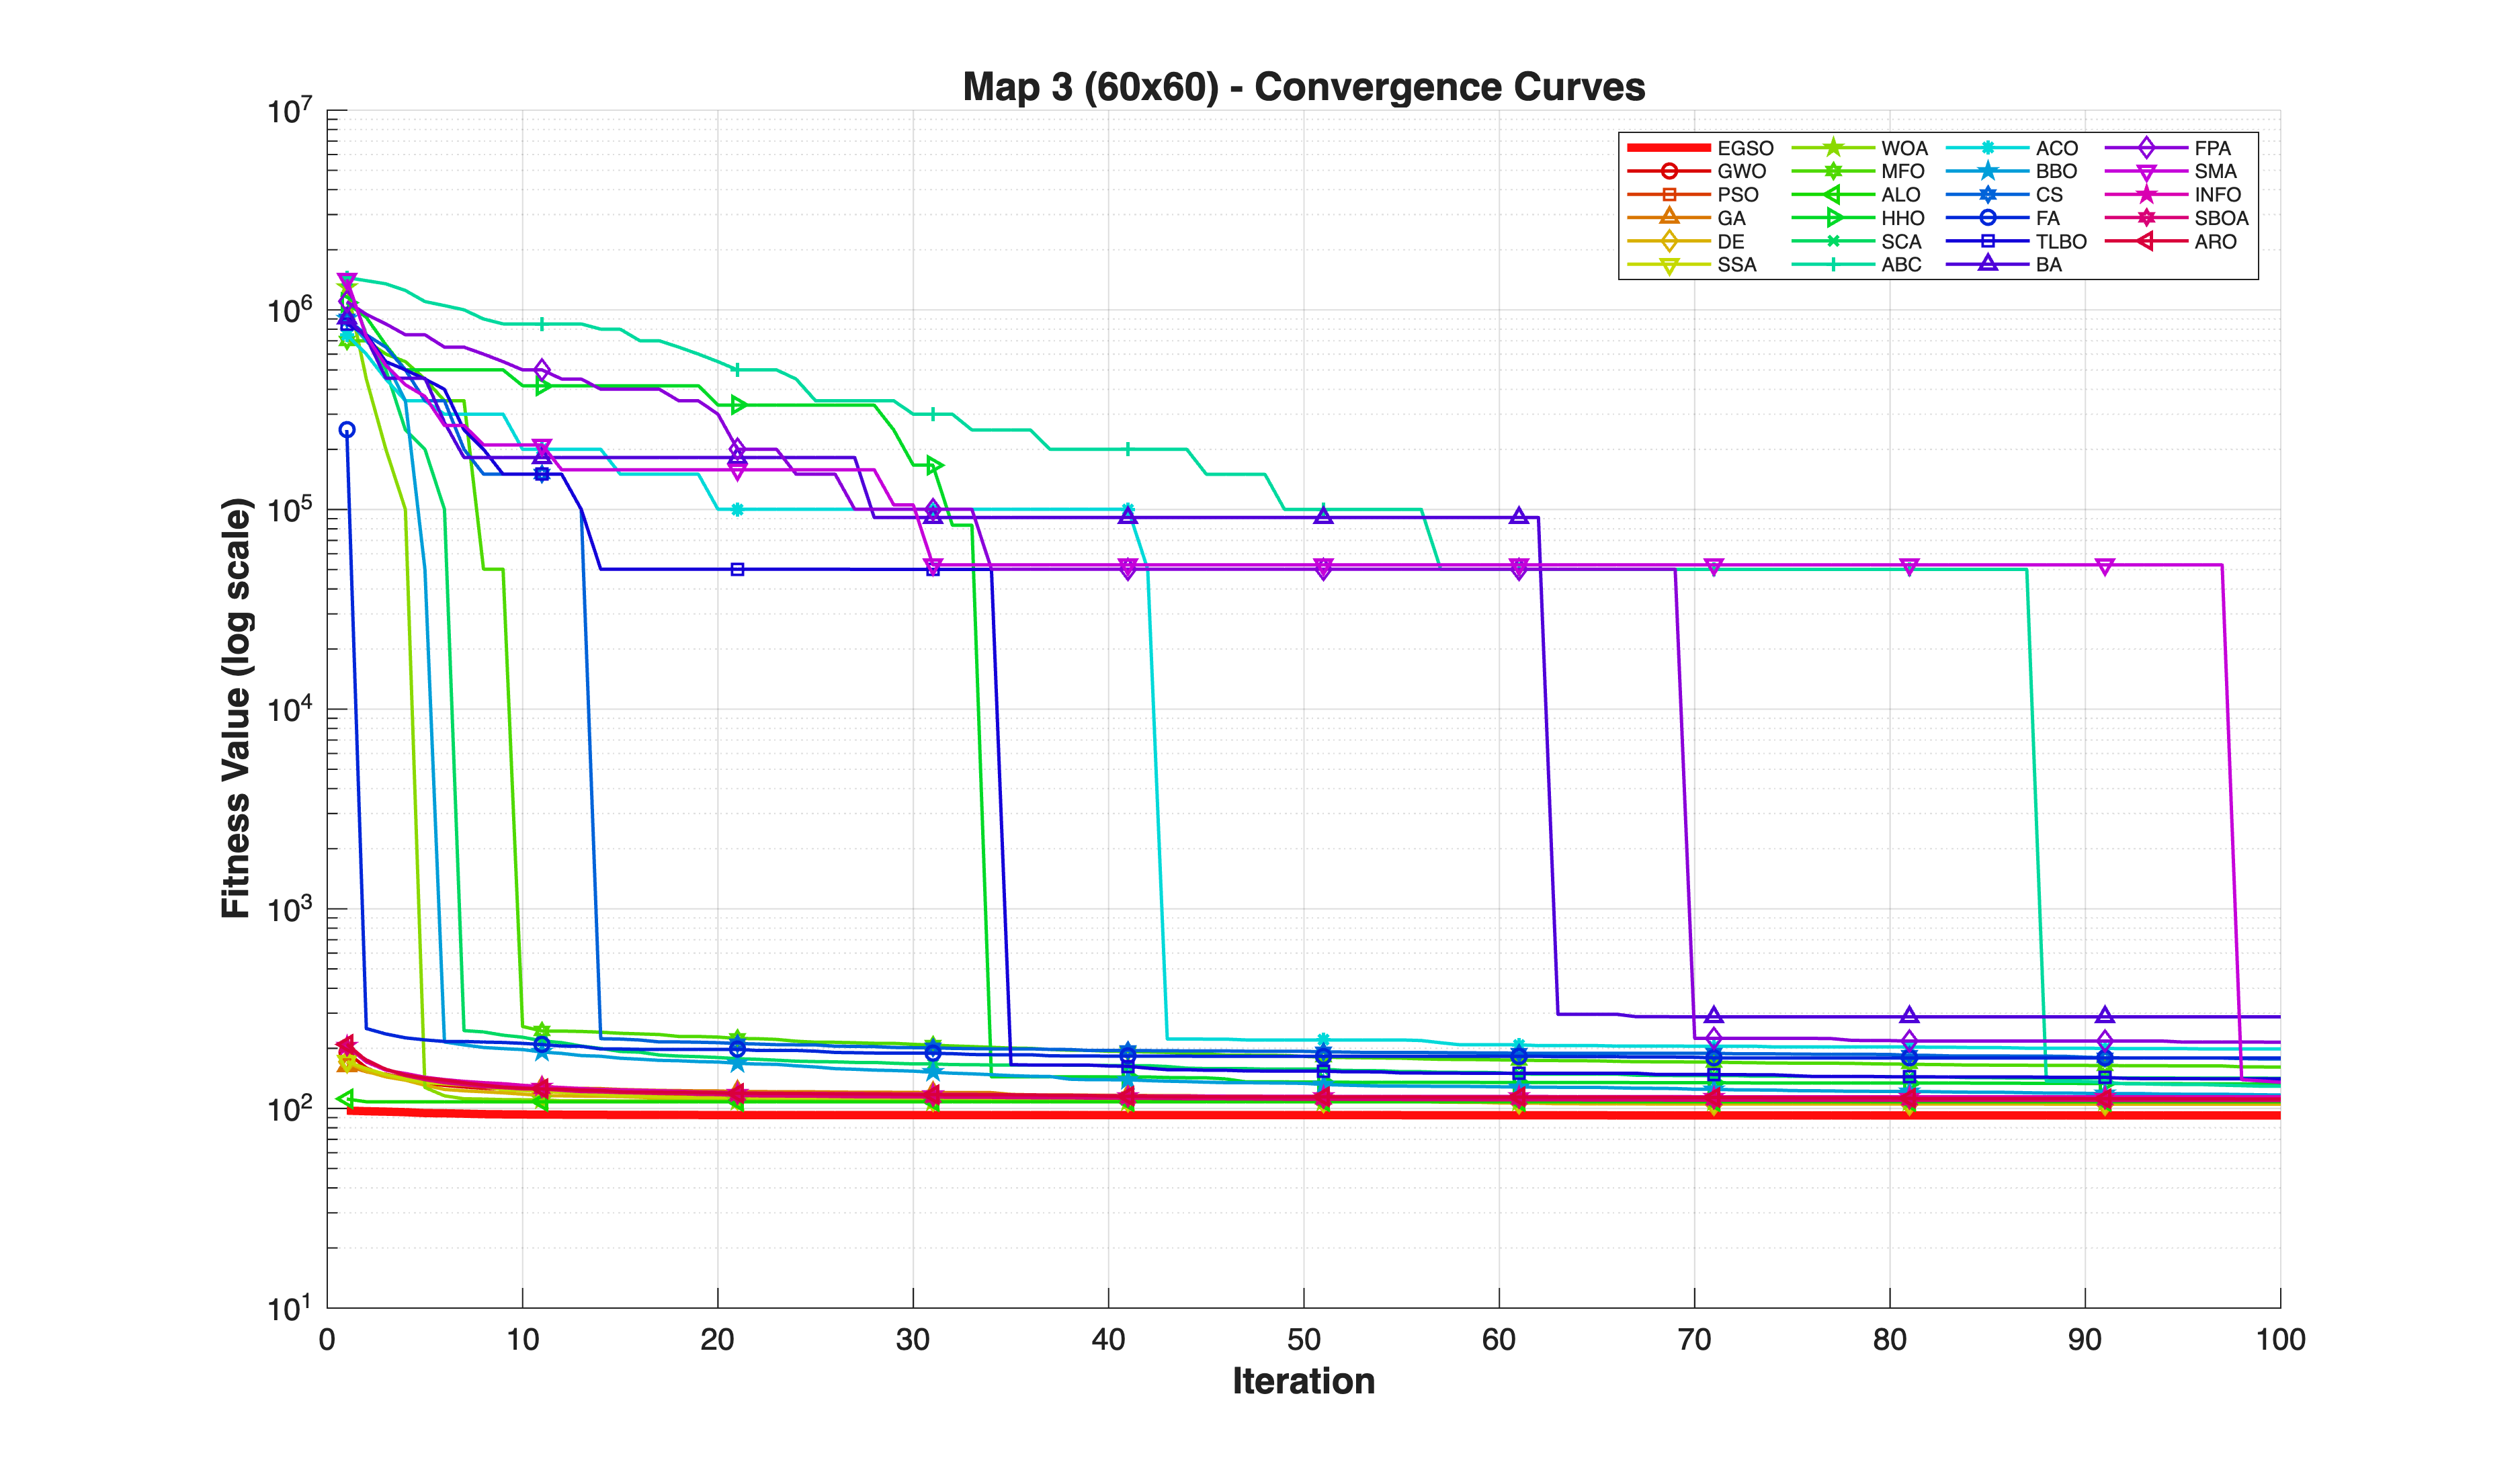 Map 3 (60x60) - Convergence Curves
Fitness Value (log scale)
10^7
10^6
10^5
10^4
10^3
10^2
10^1
EGSO WOA ACO FPA
GWO MFO BBO SMA
PSO ALO CS INFO
GA HHO FA SBOA
DE SCA TLBO ARO
SSA ABC BA
0 10 20 30 40 50 60 70 80 90 100
Iteration